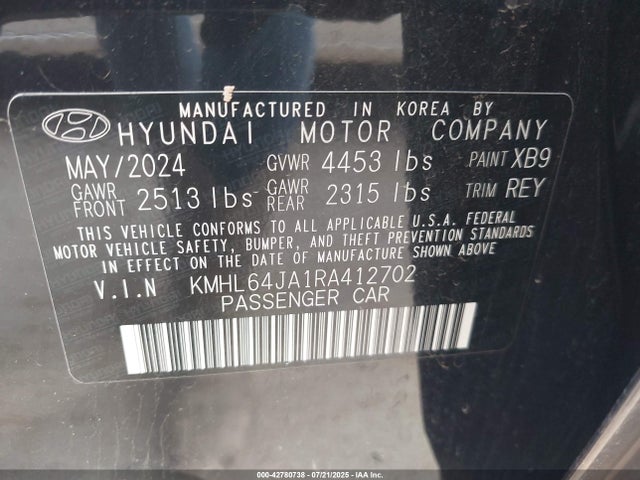 MANUFACTURED IN KOREA BY
HYUNDAI MOTOR COMPANY
MAY/2024 GVWR 4453 lbs PAINT XB9
GAWR FRONT 2513 lbs GAWR REAR 2315 lbs TRIM REY
THIS VEHICLE CONFORMS TO ALL APPLICABLE U.S.A. FEDERAL
MOTOR VEHICLE SAFETY, BUMPER, AND THEFT PREVENTION STANDARDS
IN EFFECT ON THE DATE OF MANUFACTURE SHOWN ABOVE
V.I.N KMHL64JA1RA412702
PASSENGER CAR
000-42780738 - 07/21/2025 - IAA, Inc.